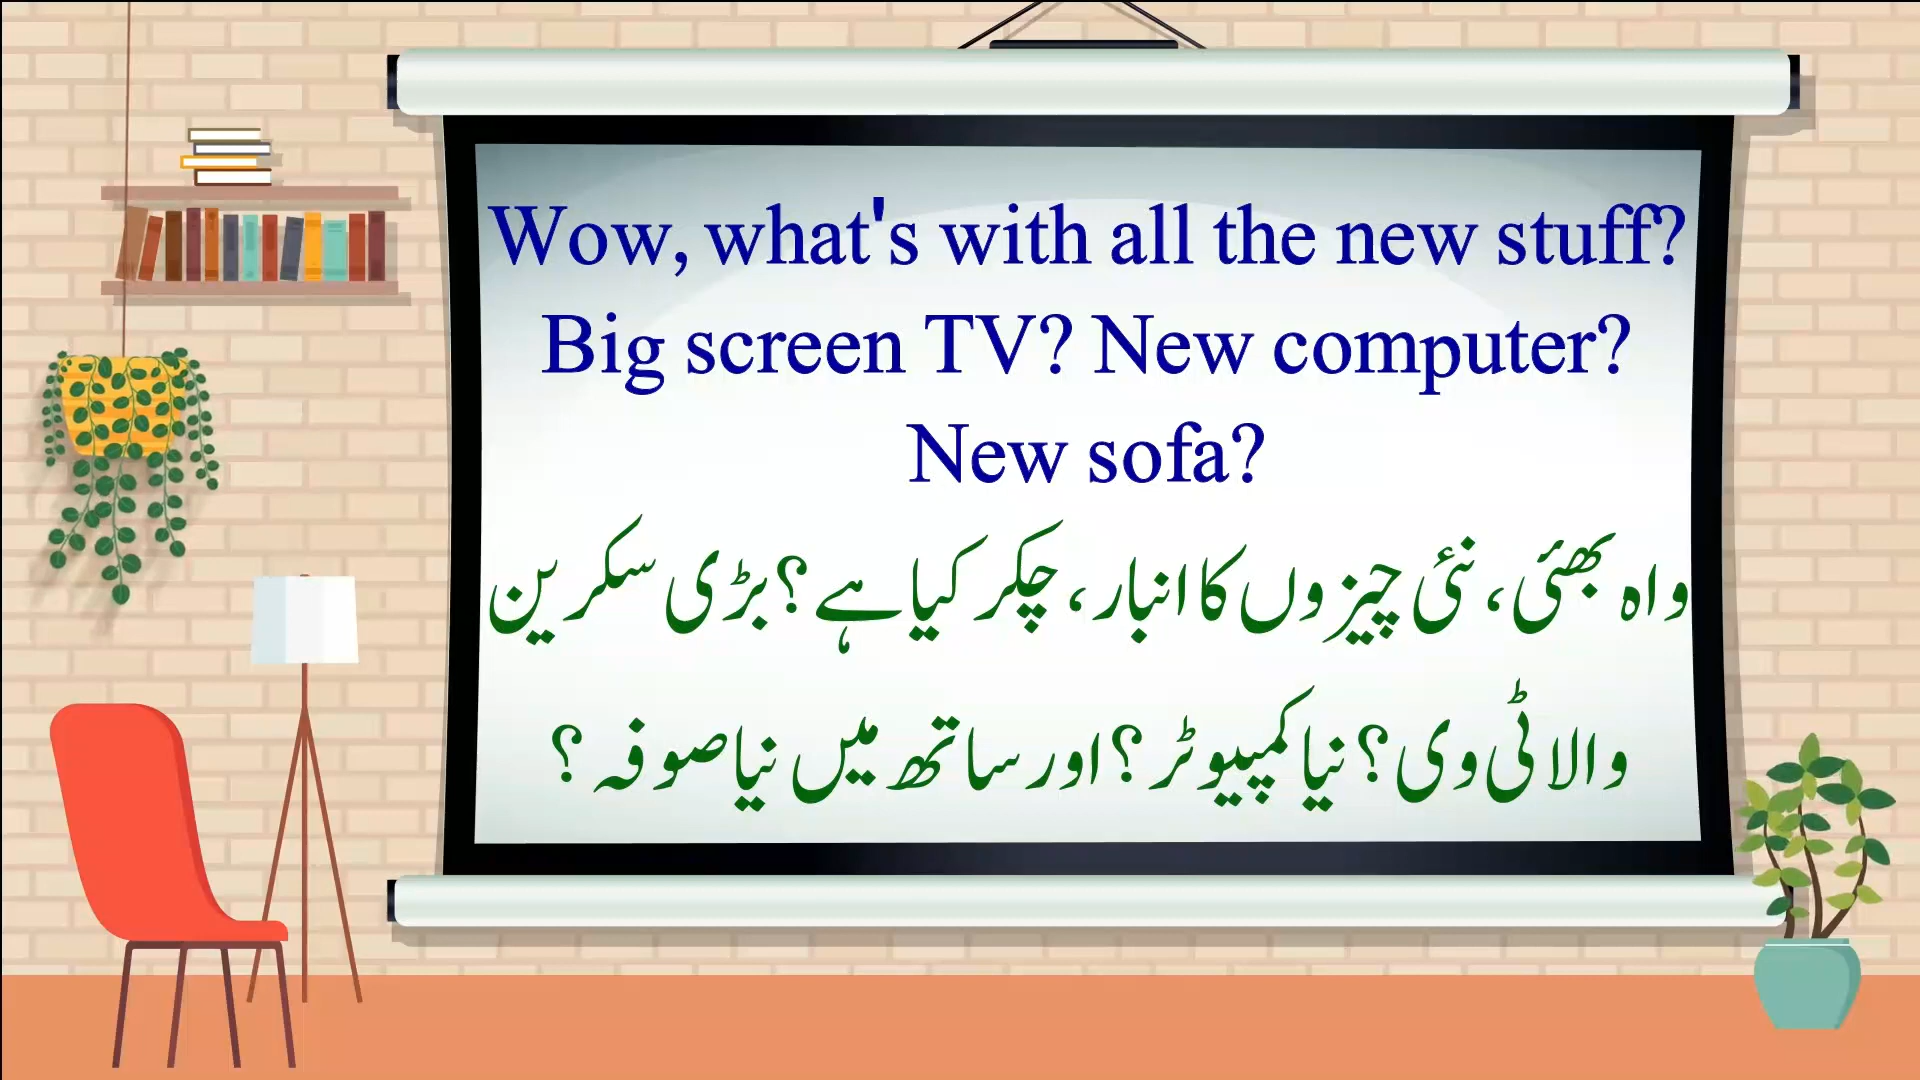 Wow, what's with all the new stuff?
Big screen TV? New computer?
New sofa?
واہ بھئی، نئی چیزوں کا انبار، چکر کیا ہے؟ بڑی سکرین
والا ٹی وی؟ نیا کمپیوٹر؟ اور ساتھ میں نیا صوفہ؟